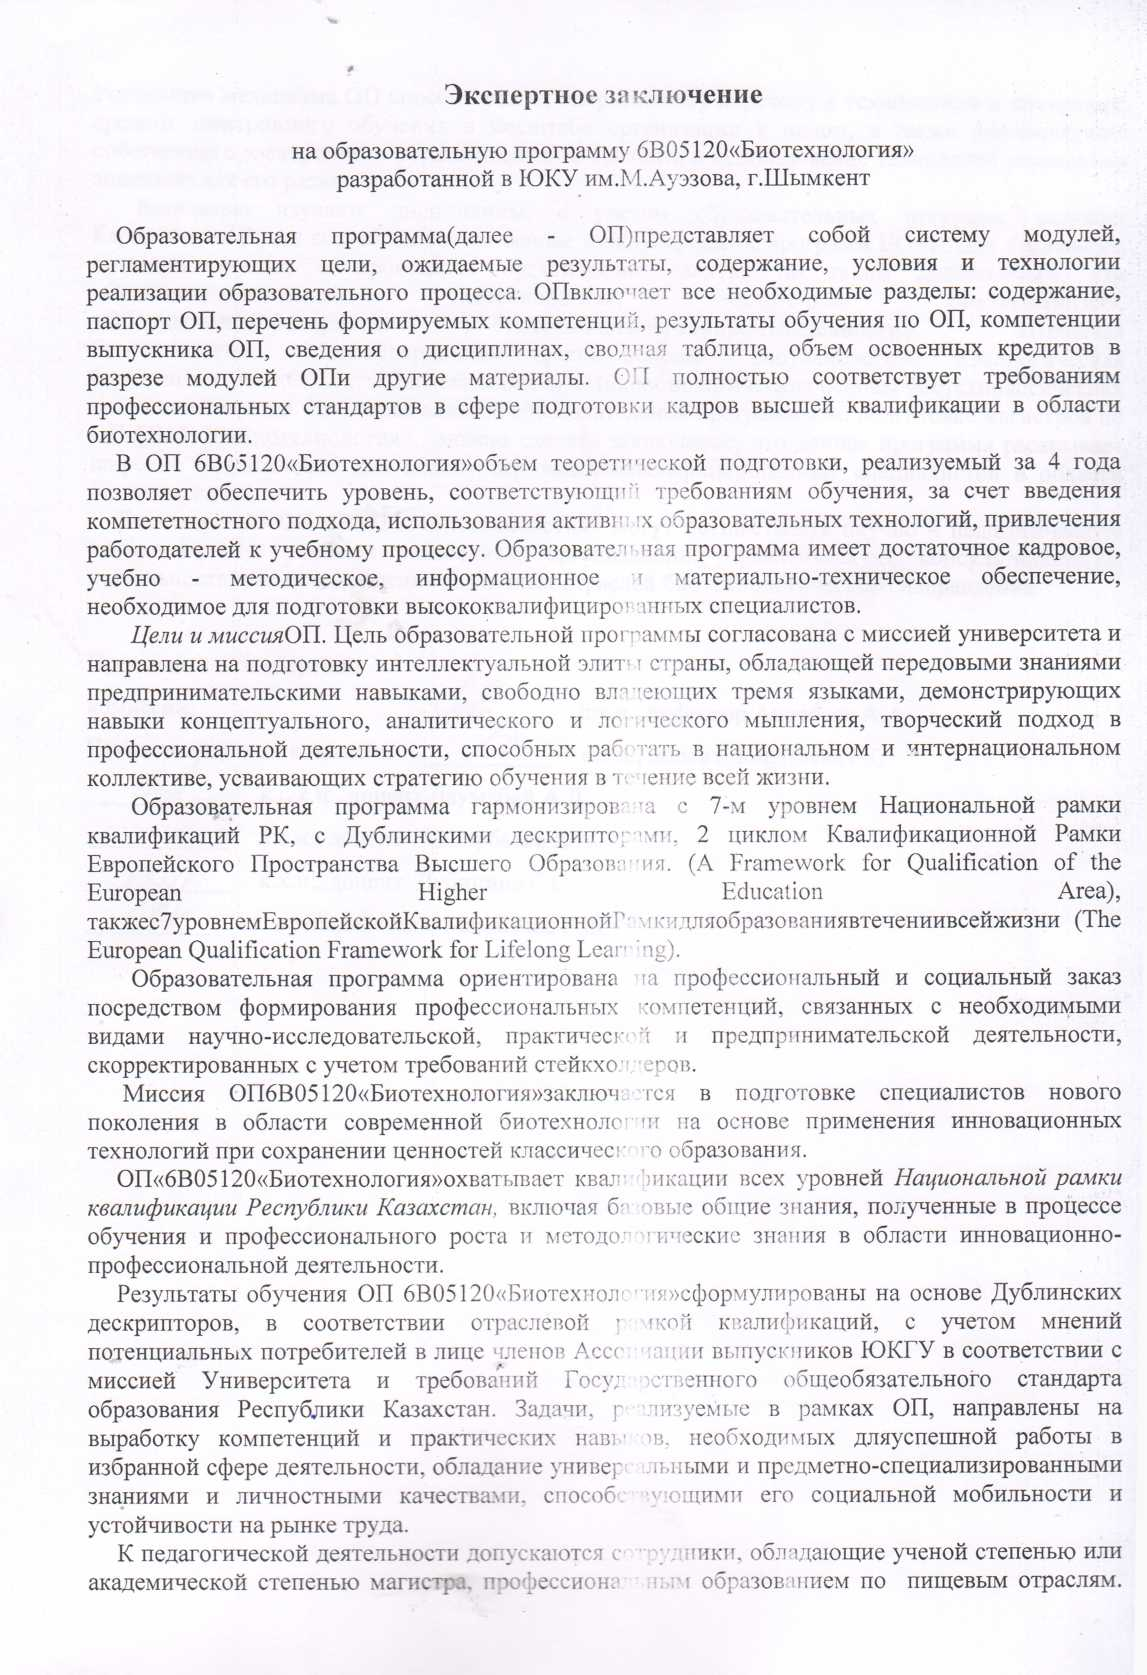 Экспертное заключение
на образовательную программу 6В05120«Биотехнология»
разработанной в ЮКУ им.М.Ауэзова, г.Шымкент
Образовательная программа(далее - ОП)представляет собой систему модулей,
регламентирующих цели, ожидаемые результаты, содержание, условия и технологии
реализации образовательного процесса. ОПвключает все необходимые разделы: содержание,
паспорт ОП, перечень формируемых компетенций, результаты обучения по ОП, компетенции
выпускника ОП, сведения о дисциплинах, сводная таблица, объем освоенных кредитов в
разрезе модулей ОПи другие материалы. ОП полностью соответствует требованиям
профессиональных стандартов в сфере подготовки кадров высшей квалификации в области
биотехнологии.
В ОП 6В05120«Биотехнология»объем теоретической подготовки, реализуемый за 4 года
позволяет обеспечить уровень, соответствующий требованиям обучения, за счет введения
компететностного подхода, использования активных образовательных технологий, привлечения
работодателей к учебному процессу. Образовательная программа имеет достаточное кадровое,
учебно - методическое, информационное и материально-техническое обеспечение,
необходимое для подготовки высококвалифицированных специалистов.
Цели и миссияОП. Цель образовательной программы согласована с миссией университета и
направлена на подготовку интеллектуальной элиты страны, обладающей передовыми знаниями
предпринимательскими навыками, свободно владеющих тремя языками, демонстрирующих
навыки концептуального, аналитического и логического мышления, творческий подход в
профессиональной деятельности, способных работать в национальном и интернациональном
коллективе, усваивающих стратегию обучения в течение всей жизни.
Образовательная программа гармонизирована с 7-м уровнем Национальной рамки
квалификаций РК, с Дублинскими дескрипторами, 2 циклом Квалификационной Рамки
Европейского Пространства Высшего Образования. (A Framework for Qualification of the
European Higher Education Area),
такжес7уровнемЕвропейскойКвалификационнойРамкидляобразованиявтечениивсейжизни (The
European Qualification Framework for Lifelong Learning).
Образовательная программа ориентирована на профессиональный и социальный заказ
посредством формирования профессиональных компетенций, связанных с необходимыми
видами научно-исследовательской, практической и предпринимательской деятельности,
скорректированных с учетом требований стейкхолдеров.
Миссия ОП6В05120«Биотехнология»заключается в подготовке специалистов нового
поколения в области современной биотехнологии на основе применения инновационных
технологий при сохранении ценностей классического образования.
ОП«6В05120«Биотехнология»охватывает квалификации всех уровней Национальной рамки
квалификации Республики Казахстан, включая базовые общие знания, полученные в процессе
обучения и профессионального роста и методологические знания в области инновационно-
профессиональной деятельности.
Результаты обучения ОП 6В05120«Биотехнология»сформулированы на основе Дублинских
дескрипторов, в соответствии отраслевой рамкой квалификаций, с учетом мнений
потенциальных потребителей в лице членов Ассоциации выпускников ЮКГУ в соответствии с
миссией Университета и требований Государственного общеобязательного стандарта
образования Республики Казахстан. Задачи, реализуемые в рамках ОП, направлены на
выработку компетенций и практических навыков, необходимых дляуспешной работы в
избранной сфере деятельности, обладание универсальными и предметно-специализированными
знаниями и личностными качествами, способствующими его социальной мобильности и
устойчивости на рынке труда.
К педагогической деятельности допускаются сотрудники, обладающие ученой степенью или
академической степенью магистра, профессиональным образованием по пищевым отраслям.